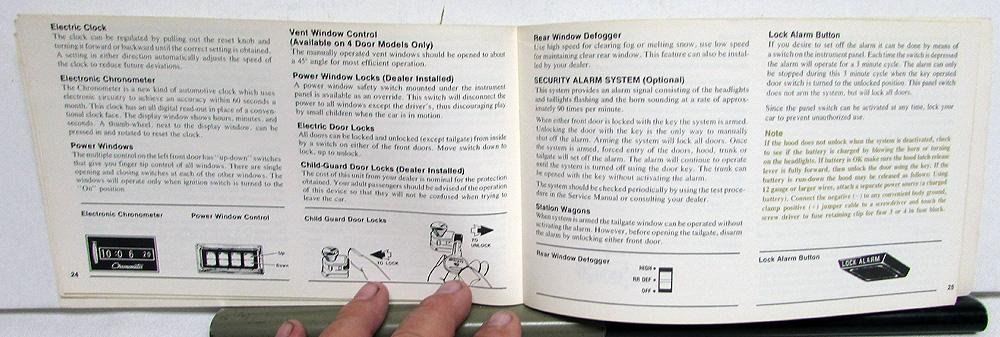 Electric Clock
The clock can be regulated by pulling out the reset knob and
turning it forward or backward until the correct setting is obtained.
A setting in either direction automatically adjusts the speed of
the clock to reduce future deviations.
Electronic Chronometer
The Chronometer is a new kind of automotive clock which uses
electronic circuitry to achieve an accuracy within 60 seconds a
month. This clock has an all digital read-out in place of a conven-
tional clock face. The display window shows hours, minutes, and
seconds. A thumb-wheel, next to the display window, can be
pressed in and rotated to reset the clock.
Power Windows
The multiple control on the left front door has "up-down" switches
that give you finger tip control of all windows. There are single
opening and closing switches at each of the other windows. The
windows will operate only when ignition switch is turned to the
"On" position
Electronic Chronometer
10:0 6 20
Chronometer
Power Window Control
Up
Down
24
Vent Window Control
(Available on 4 Door Models Only)
The manually operated vent windows should be opened to about
a 45° angle for most efficient operation.
Power Window Locks (Dealer Installed)
A power window safety switch mounted under the instrument
panel is available as an override. This switch will disconnect the
power to all windows except the driver's, thus discouraging play
by small children when the car is in motion.
Electric Door Locks
All doors can be locked and unlocked (except tailgate) from inside
by a switch on either of the front doors. Move switch down to
lock, up to unlock.
Child-Guard Door Locks (Dealer Installed)
The cost of this unit from your dealer is nominal for the protection
obtained. Your adult passengers should be advised of the operation
of this device so that they will not be confused when trying to
leave the car.
Child Guard Door Locks
TO LOCK
TO
UNLOCK
Rear Window Defogger
Use high speed for clearing fog or melting snow, use low speed
for maintaining clear rear window. This feature can also be instal-
led by your dealer.
SECURITY ALARM SYSTEM (Optional)
This system provides an alarm signal consisting of the headlights
and taillights flashing and the horn sounding at a rate of approx-
imately 90 times per minute.
When either front door is locked with the key the system is armed.
Unlocking the door with the key is the only way to manually
shut off the alarm. Arming the system will lock all doors. Once
the system is armed, forced entry of the doors, hood, trunk or
tailgate will set off the alarm. The alarm will continue to operate
until the system is turned off using the door key. The trunk can
be opened with the key without activating the alarm.
The system should be checked periodically by using the test proce-
dure in the Service Manual or consulting your dealer.
Station Wagons
When system is armed the tailgate window can be operated without
activating the alarm. However, before opening the tailgate, disarm
the alarm by unlocking either front door.
Rear Window Defogger
HIGH
RR DEF
OFF
Lock Alarm Button
If you desire to set off the alarm it can be done by means of
a switch on the instrument panel. Each time the switch is depressed
the alarm will operate for a 3 minute cycle. The alarm can only
be stopped during this 3 minute cycle when the key operated
door switch is turned to the unlocked position. This panel switch
does not arm the system, but will lock all doors.
Since the panel switch can be activated at any time, lock your
car to prevent unauthorized use.
Note
If the hood does not unlock when the system is deactivated, check
to see if the battery is charged by blowing the horn or turning
on the headlights. If battery is OK make sure the hood latch release
lever is fully forward, then unlock the door using the key. If the
battery is run-down the hood may be released as follows: Using
12 gauge or larger wires, attach a separate power source (a charged
battery). Connect the negative (−) to any convenient body ground,
clamp positive (+) jumper cable to a screwdriver and touch the
screw driver to fuse retaining clip for fuse 3 or 4 in fuse block.
Lock Alarm Button
LOCK ALARM
25